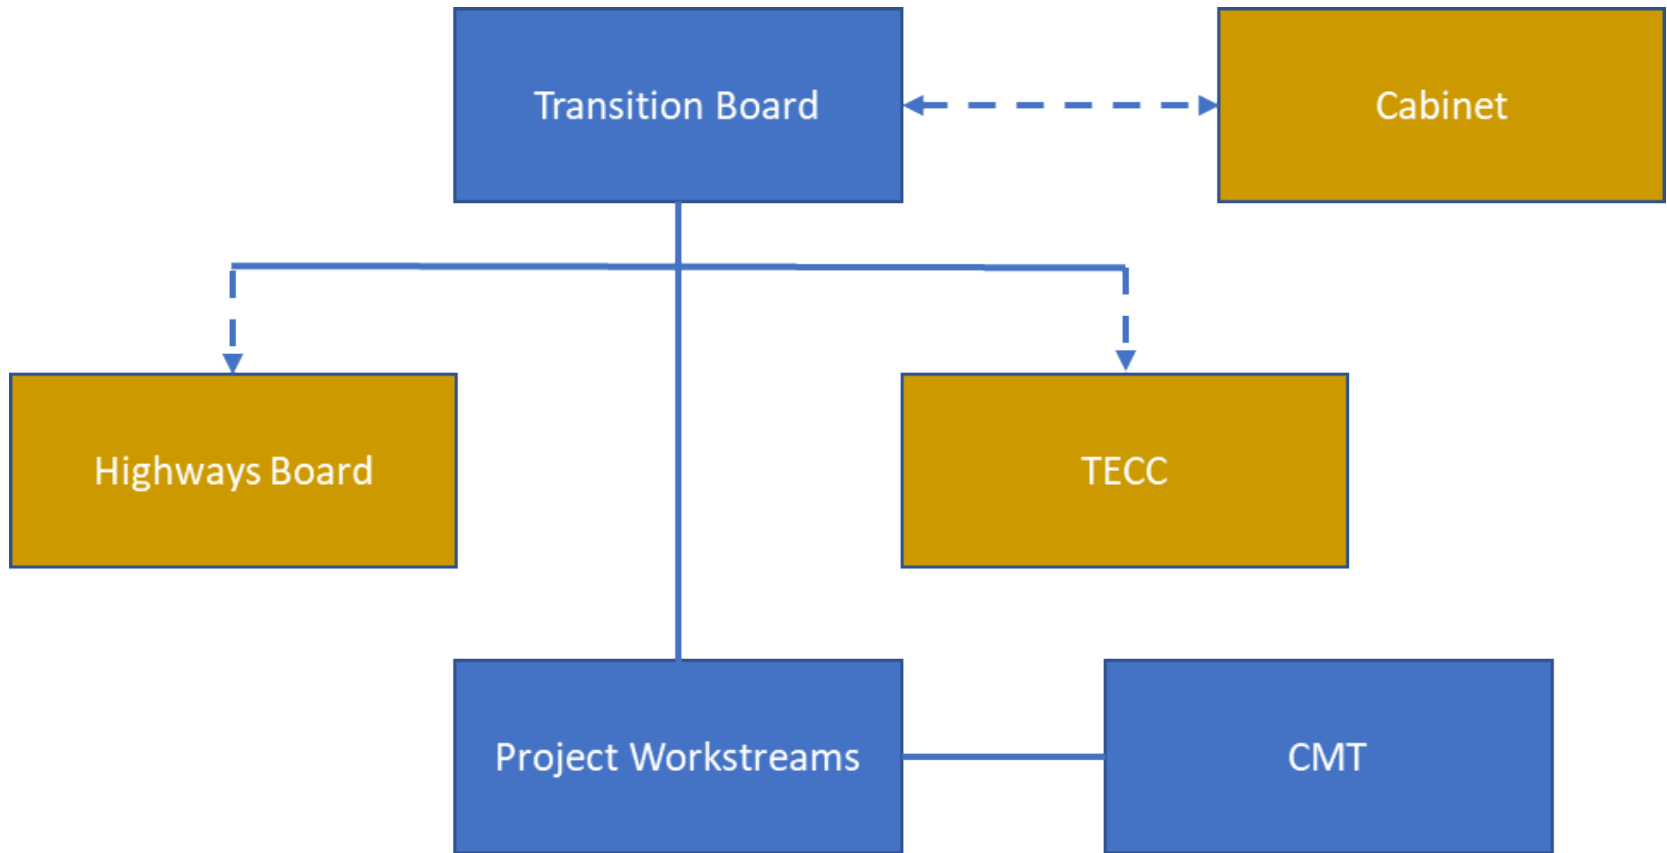 Transition Board
Cabinet
Highways Board
TECC
Project Workstreams
CMT